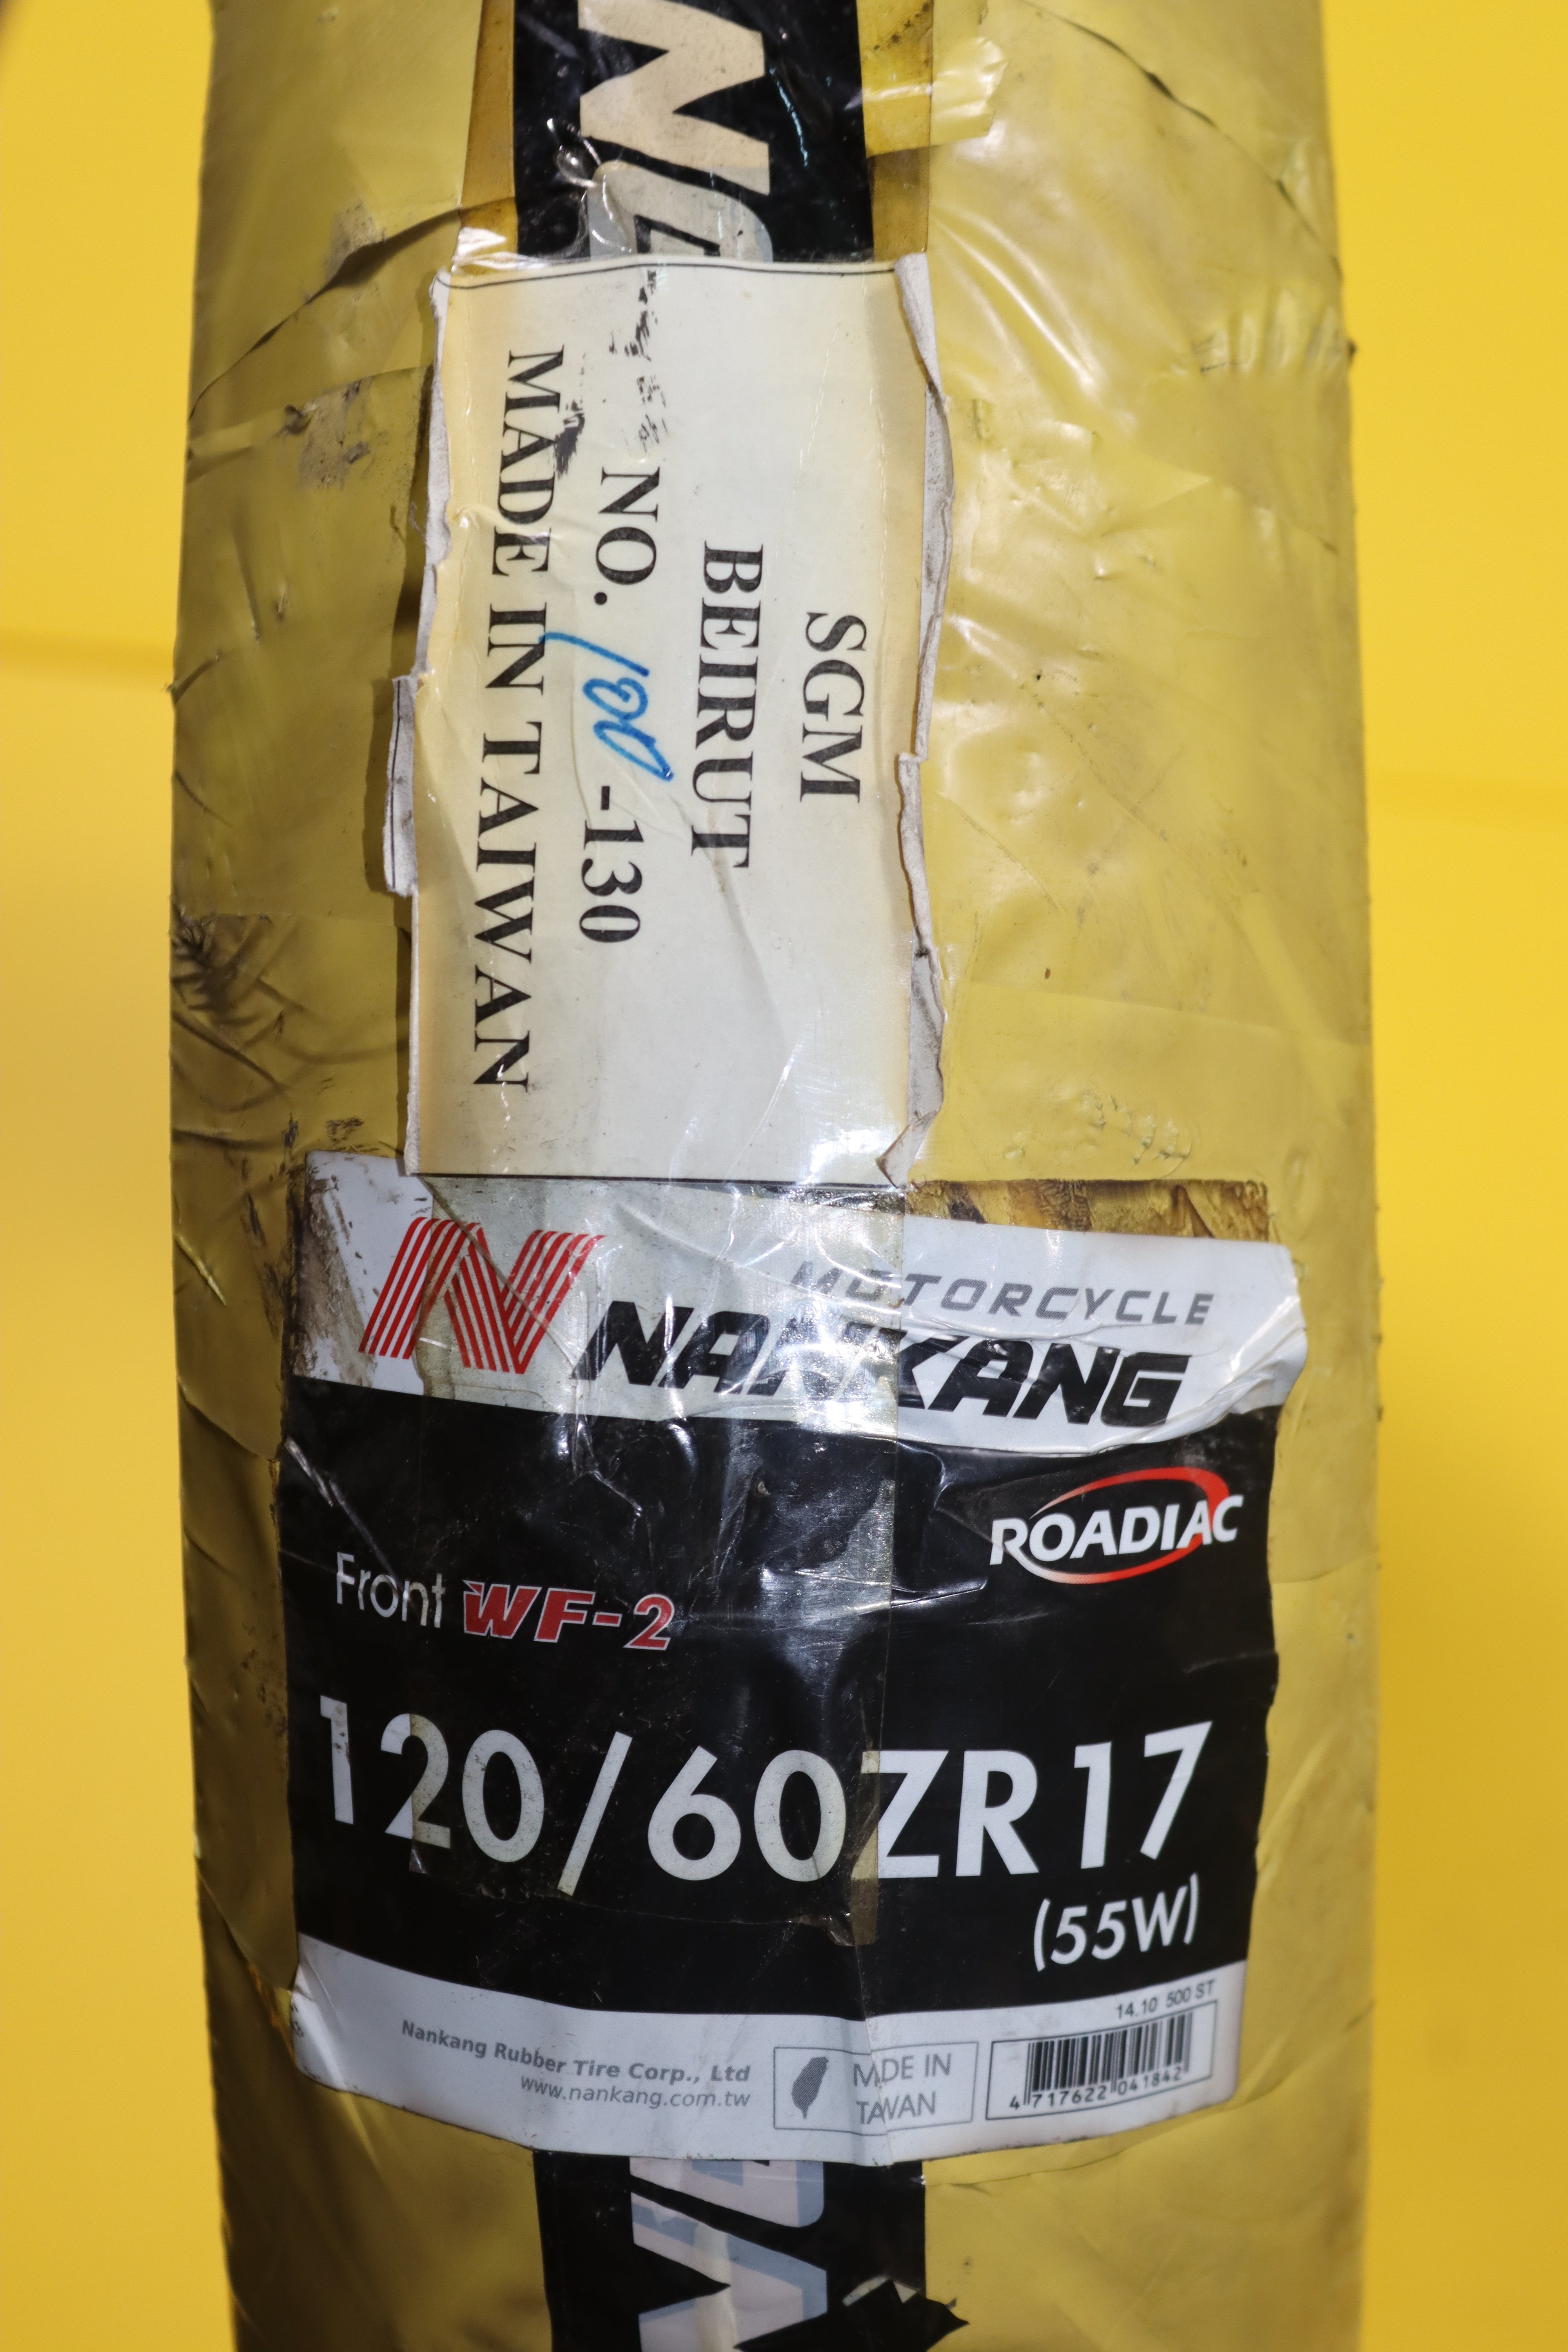 SGM
BEIRUT
NO. -130
MADE IN TAIWAN
MOTORCYCLE
NANKANG
ROADIAC
Front WF-2
120/60ZR17
(55W)
14.10 500 ST
Nankang Rubber Tire Corp., Ltd
www.nankang.com.tw
MADE IN
TAIWAN
4 717622 041842